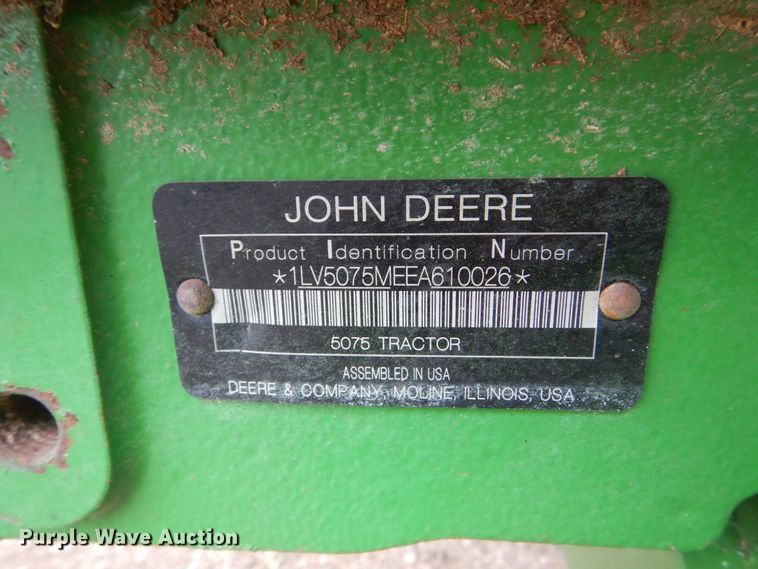 JOHN DEERE
Product Identification Number
*1LV5075MEEA610026*
5075 TRACTOR
ASSEMBLED IN USA
DEERE & COMPANY, MOLINE, ILLINOIS, USA
Purple Wave Auction